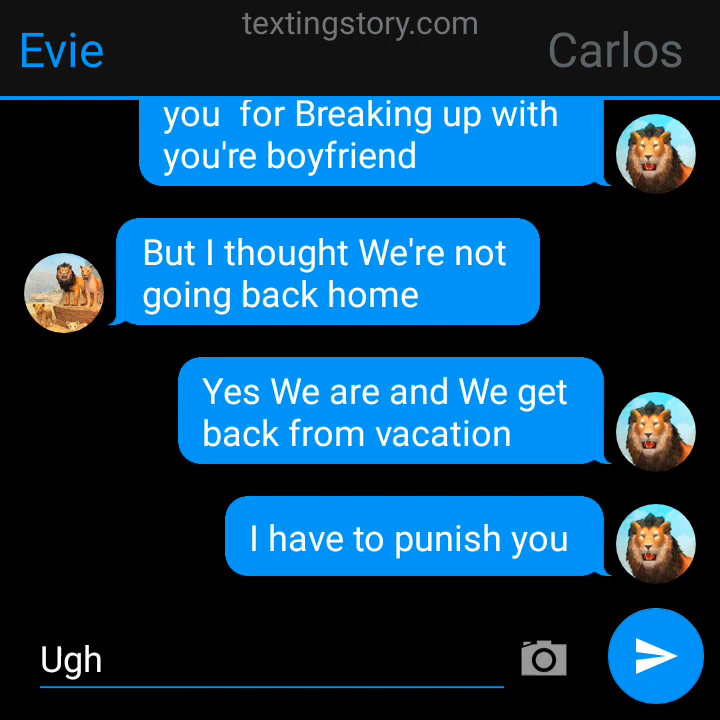 textingstory.com
Evie
Carlos
you  for Breaking up with
you're boyfriend
But I thought We're not
going back home
Yes We are and We get
back from vacation
I have to punish you
Ugh